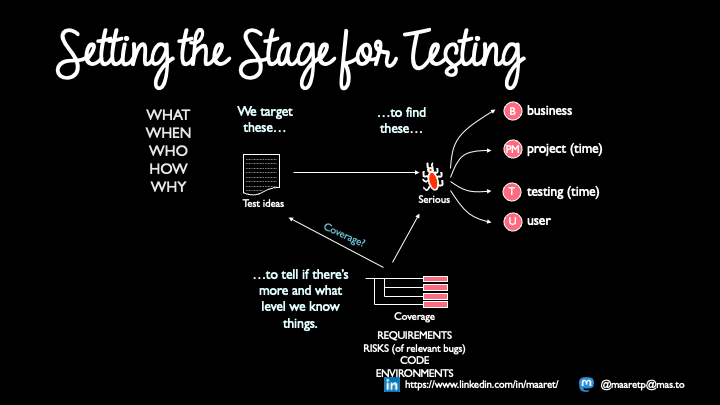 Setting the Stage for Testing
WHAT
WHEN
WHO
HOW
WHY
We target
these…
…to find
these…
Test ideas
Serious
B business
PM project (time)
T testing (time)
U user
Coverage?
…to tell if there's
more and what
level we know
things.
Coverage
REQUIREMENTS
RISKS (of relevant bugs)
CODE
ENVIRONMENTS
in https://www.linkedin.com/in/maaret/
m @maaretp@mas.to